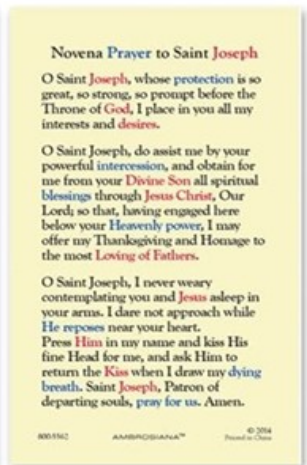 Novena Prayer to Saint Joseph
O Saint Joseph, whose protection is so
great, so strong, so prompt before the
Throne of God, I place in you all my
interests and desires.
O Saint Joseph, do assist me by your
powerful intercession, and obtain for
me from your Divine Son all spiritual
blessings through Jesus Christ, Our
Lord; so that, having engaged here
below your Heavenly power, I may
offer my Thanksgiving and Homage to
the most Loving of Fathers.
O Saint Joseph, I never weary
contemplating you and Jesus asleep in
your arms. I dare not approach while
He reposes near your heart.
Press Him in my name and kiss His
fine Head for me, and ask Him to
return the Kiss when I draw my dying
breath. Saint Joseph, Patron of
departing souls, pray for us. Amen.
© 2014
800-5562 AMBROSIANA™ Printed in China